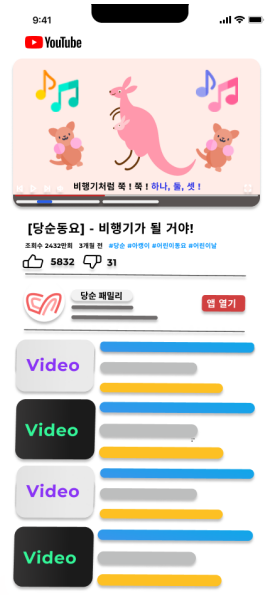 9:41
YouTube
비행기처럼 쭉 ! 쭉 ! 하나, 둘, 셋 !
[당순동요] - 비행기가 될 거야!
조회수 2432만회 3개월 전 #당순 #아랭이 #어린이동요 #어린이날
5832 31
당순 패밀리
앱 열기
Video
Video
Video
Video